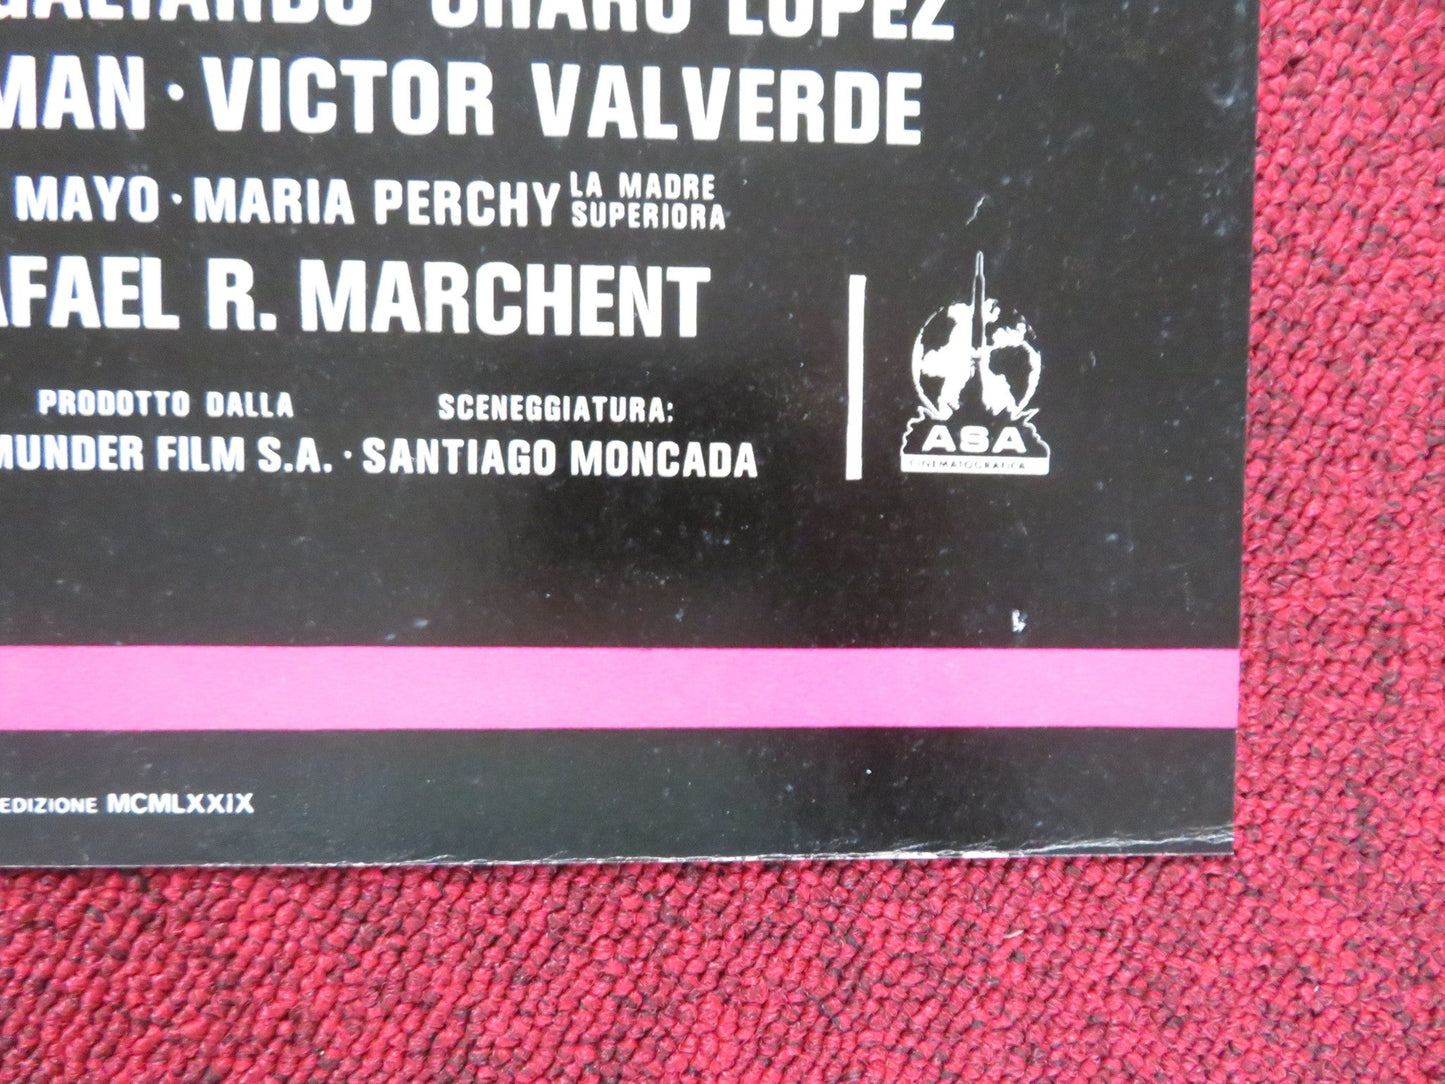 GALIARDO · CHARO LOPEZ
MAN · VICTOR VALVERDE
MAYO · MARIA PERCHY LA MADRE SUPERIORA
AFAEL R. MARCHENT
PRODOTTO DALLA SCENEGGIATURA:
MUNDER FILM S.A. · SANTIAGO MONCADA
ASA
CINEMATOGRAFICA
EDIZIONE MCMLXXIX